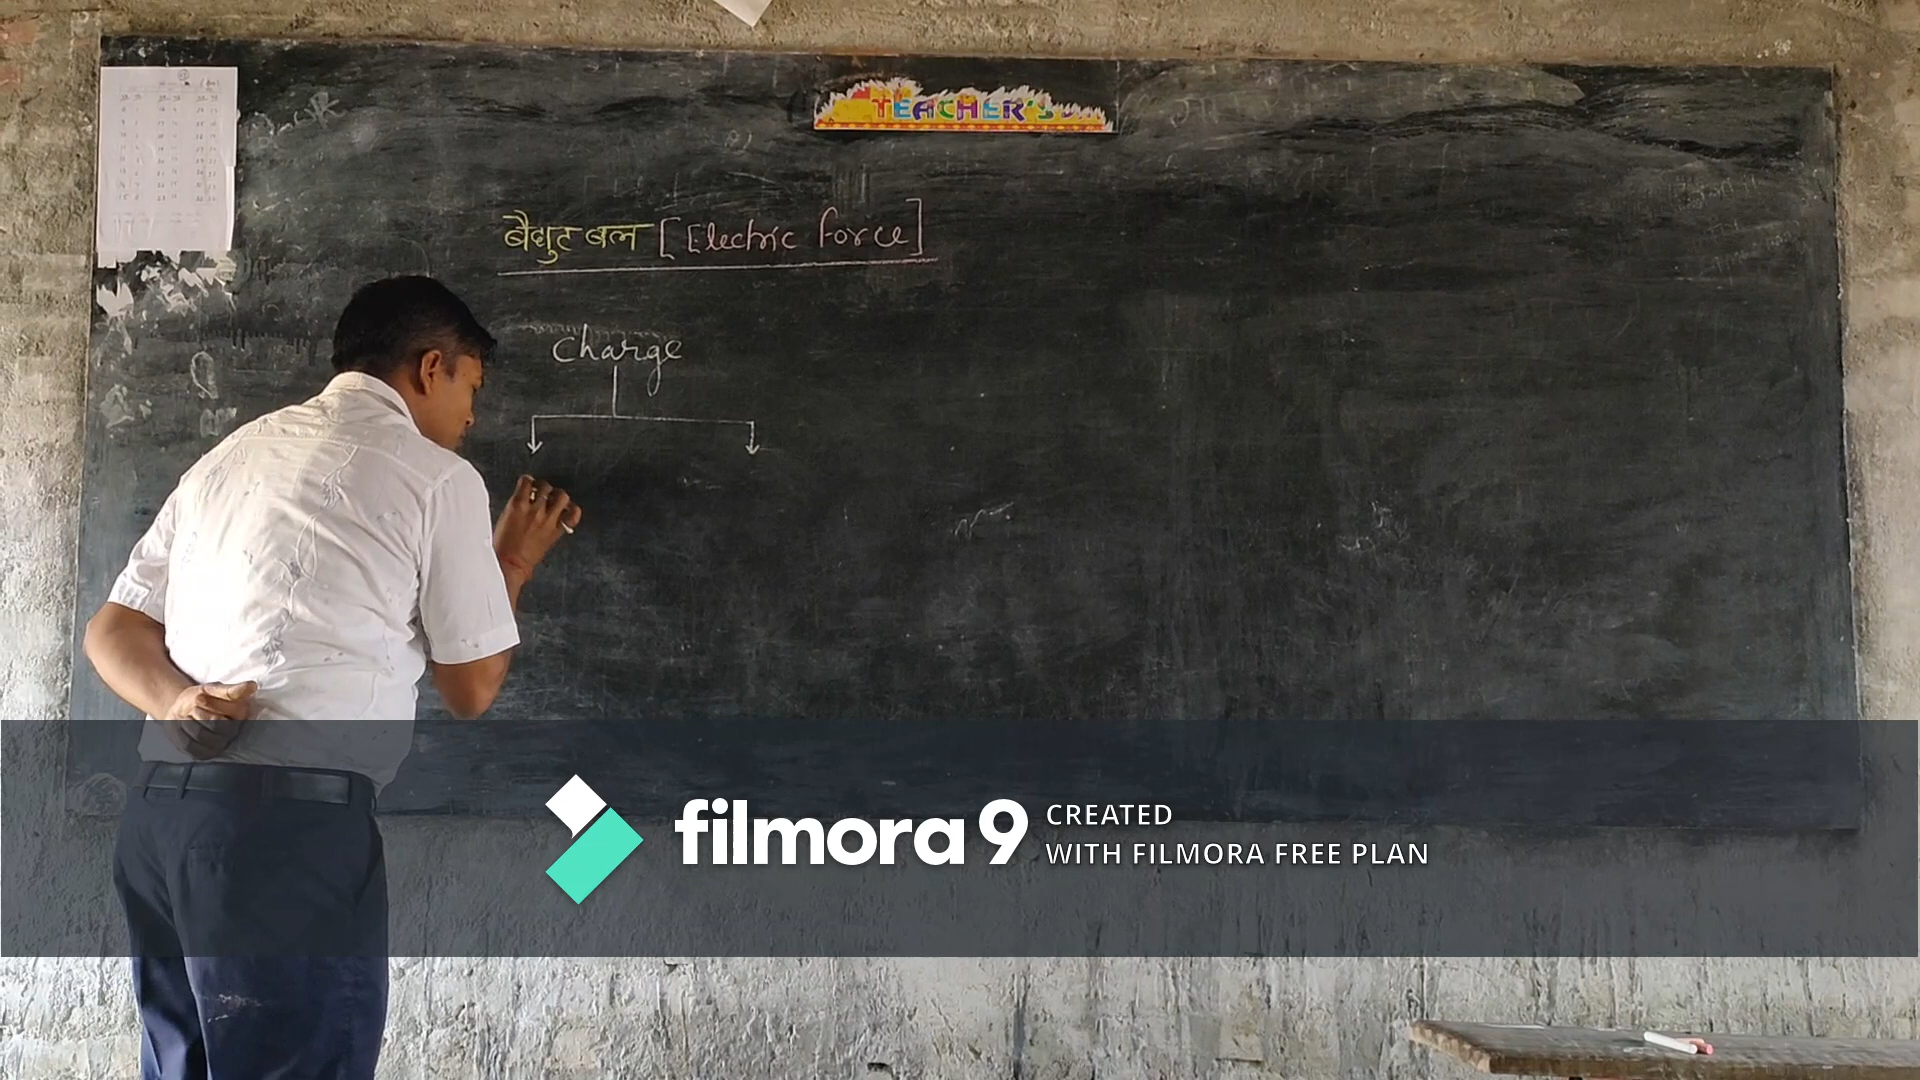 TEACHER'S
बैद्युट बल [Electric force]
charge
filmora 9 CREATED
WITH FILMORA FREE PLAN